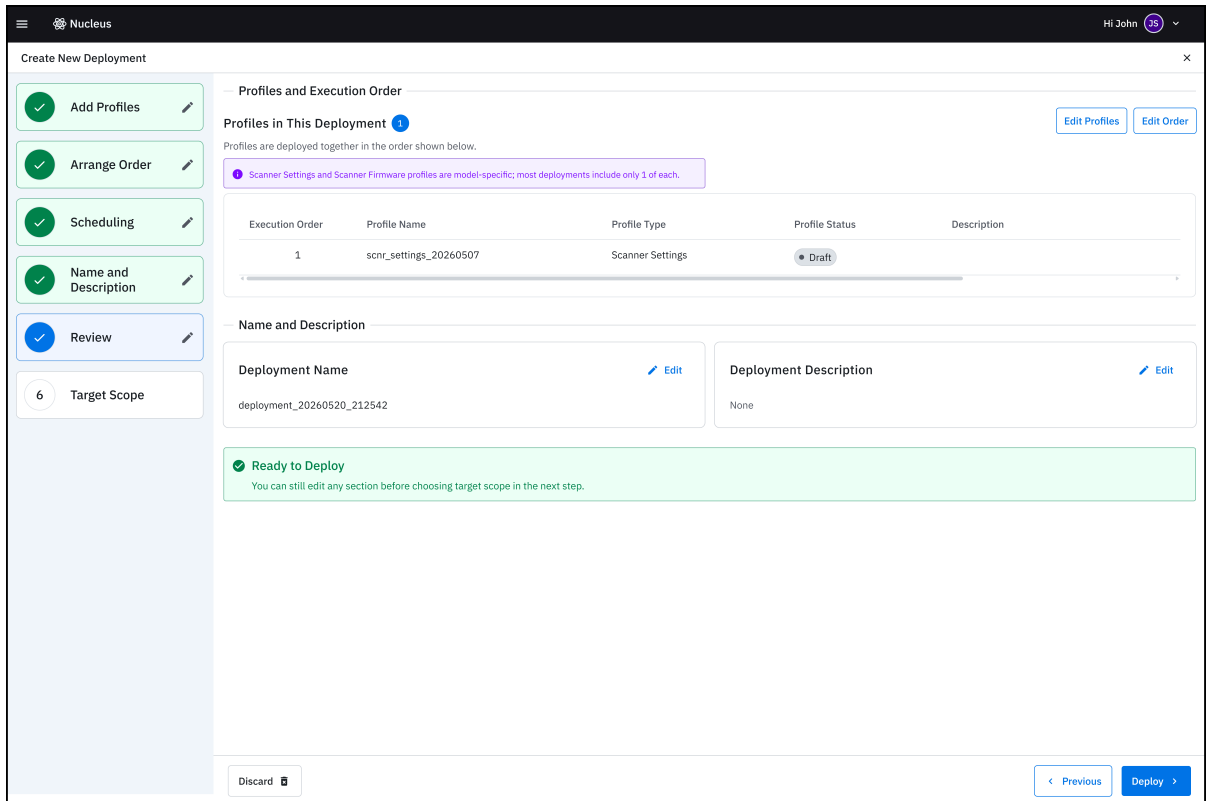 Nucleus
Hi John JS
Create New Deployment
Add Profiles
Arrange Order
Scheduling
Name and
Description
Review
6 Target Scope
Profiles and Execution Order
Profiles in This Deployment 1
Edit Profiles
Edit Order
Profiles are deployed together in the order shown below.
Scanner Settings and Scanner Firmware profiles are model-specific; most deployments include only 1 of each.
Execution Order Profile Name Profile Type Profile Status Description
1 scnr_settings_20260507 Scanner Settings Draft
Name and Description
Deployment Name
Edit
deployment_20260520_212542
Deployment Description
Edit
None
Ready to Deploy
You can still edit any section before choosing target scope in the next step.
Discard
Previous
Deploy